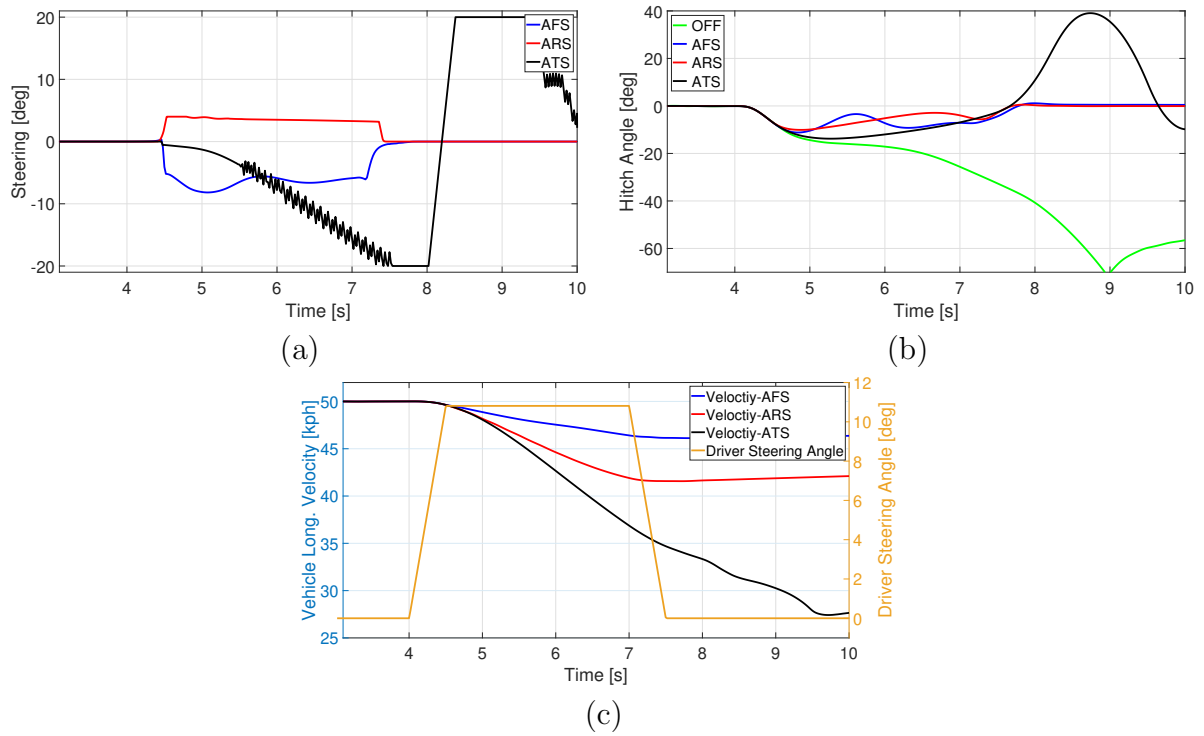 20
10
0
-10
-20
Steering [deg]
AFS
ARS
ATS
4 5 6 7 8 9 10
Time [s]
(a)
40
20
0
-20
-40
-60
Hitch Angle [deg]
OFF
AFS
ARS
ATS
4 5 6 7 8 9 10
Time [s]
(b)
50
45
40
35
30
25
Vehicle Long. Velocity [kph]
Veloctiy-AFS
Veloctiy-ARS
Veloctiy-ATS
Driver Steering Angle
12
10
8
6
4
2
0
Driver Steering Angle [deg]
4 5 6 7 8 9 10
Time [s]
(c)